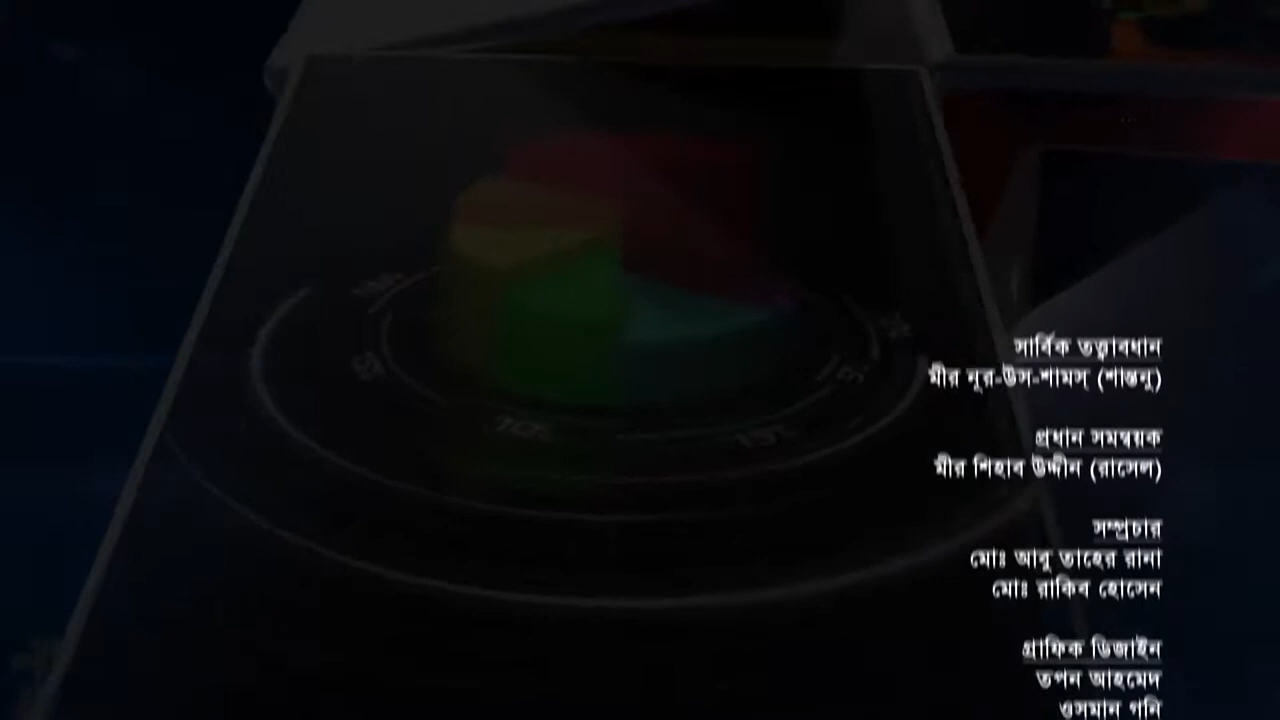 সার্বিক তত্ত্বাবধান
মীর নূর-উস-শামস্ (শান্তনু)
প্রধান সমন্বয়ক
মীর শিহাব উদ্দীন (রাসেল)
সম্প্রচার
মোঃ আবু তাহের রানা
মোঃ রাকিব হোসেন
গ্রাফিক ডিজাইন
তপন আহমেদ
ওসমান গনি